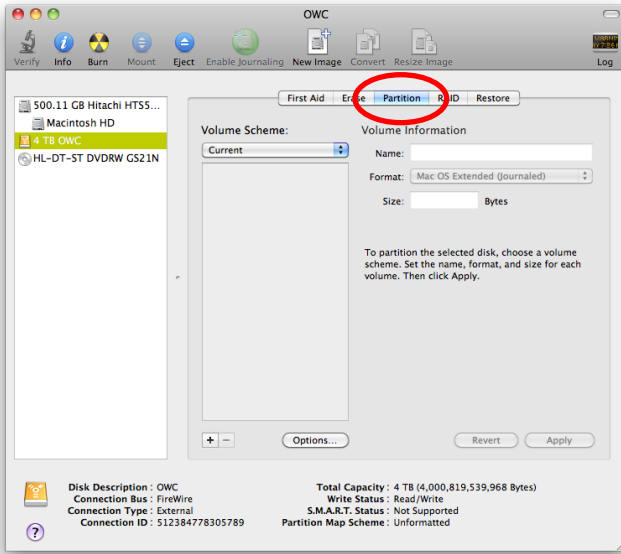 OWC
Verify Info Burn Mount Eject Enable Journaling New Image Convert Resize Image Log
500.11 GB Hitachi HTS5...
Macintosh HD
4 TB OWC
HL-DT-ST DVDRW GS21N
First Aid Erase Partition RAID Restore
Volume Scheme:
Current
Volume Information
Name:
Format: Mac OS Extended (Journaled)
Size: Bytes
To partition the selected disk, choose a volume
scheme. Set the name, format, and size for each
volume. Then click Apply.
+ −
Options...
Revert Apply
Disk Description : OWC
Connection Bus : FireWire
Connection Type : External
Connection ID : 512384778305789
Total Capacity : 4 TB (4,000,819,539,968 Bytes)
Write Status : Read/Write
S.M.A.R.T. Status : Not Supported
Partition Map Scheme : Unformatted
?